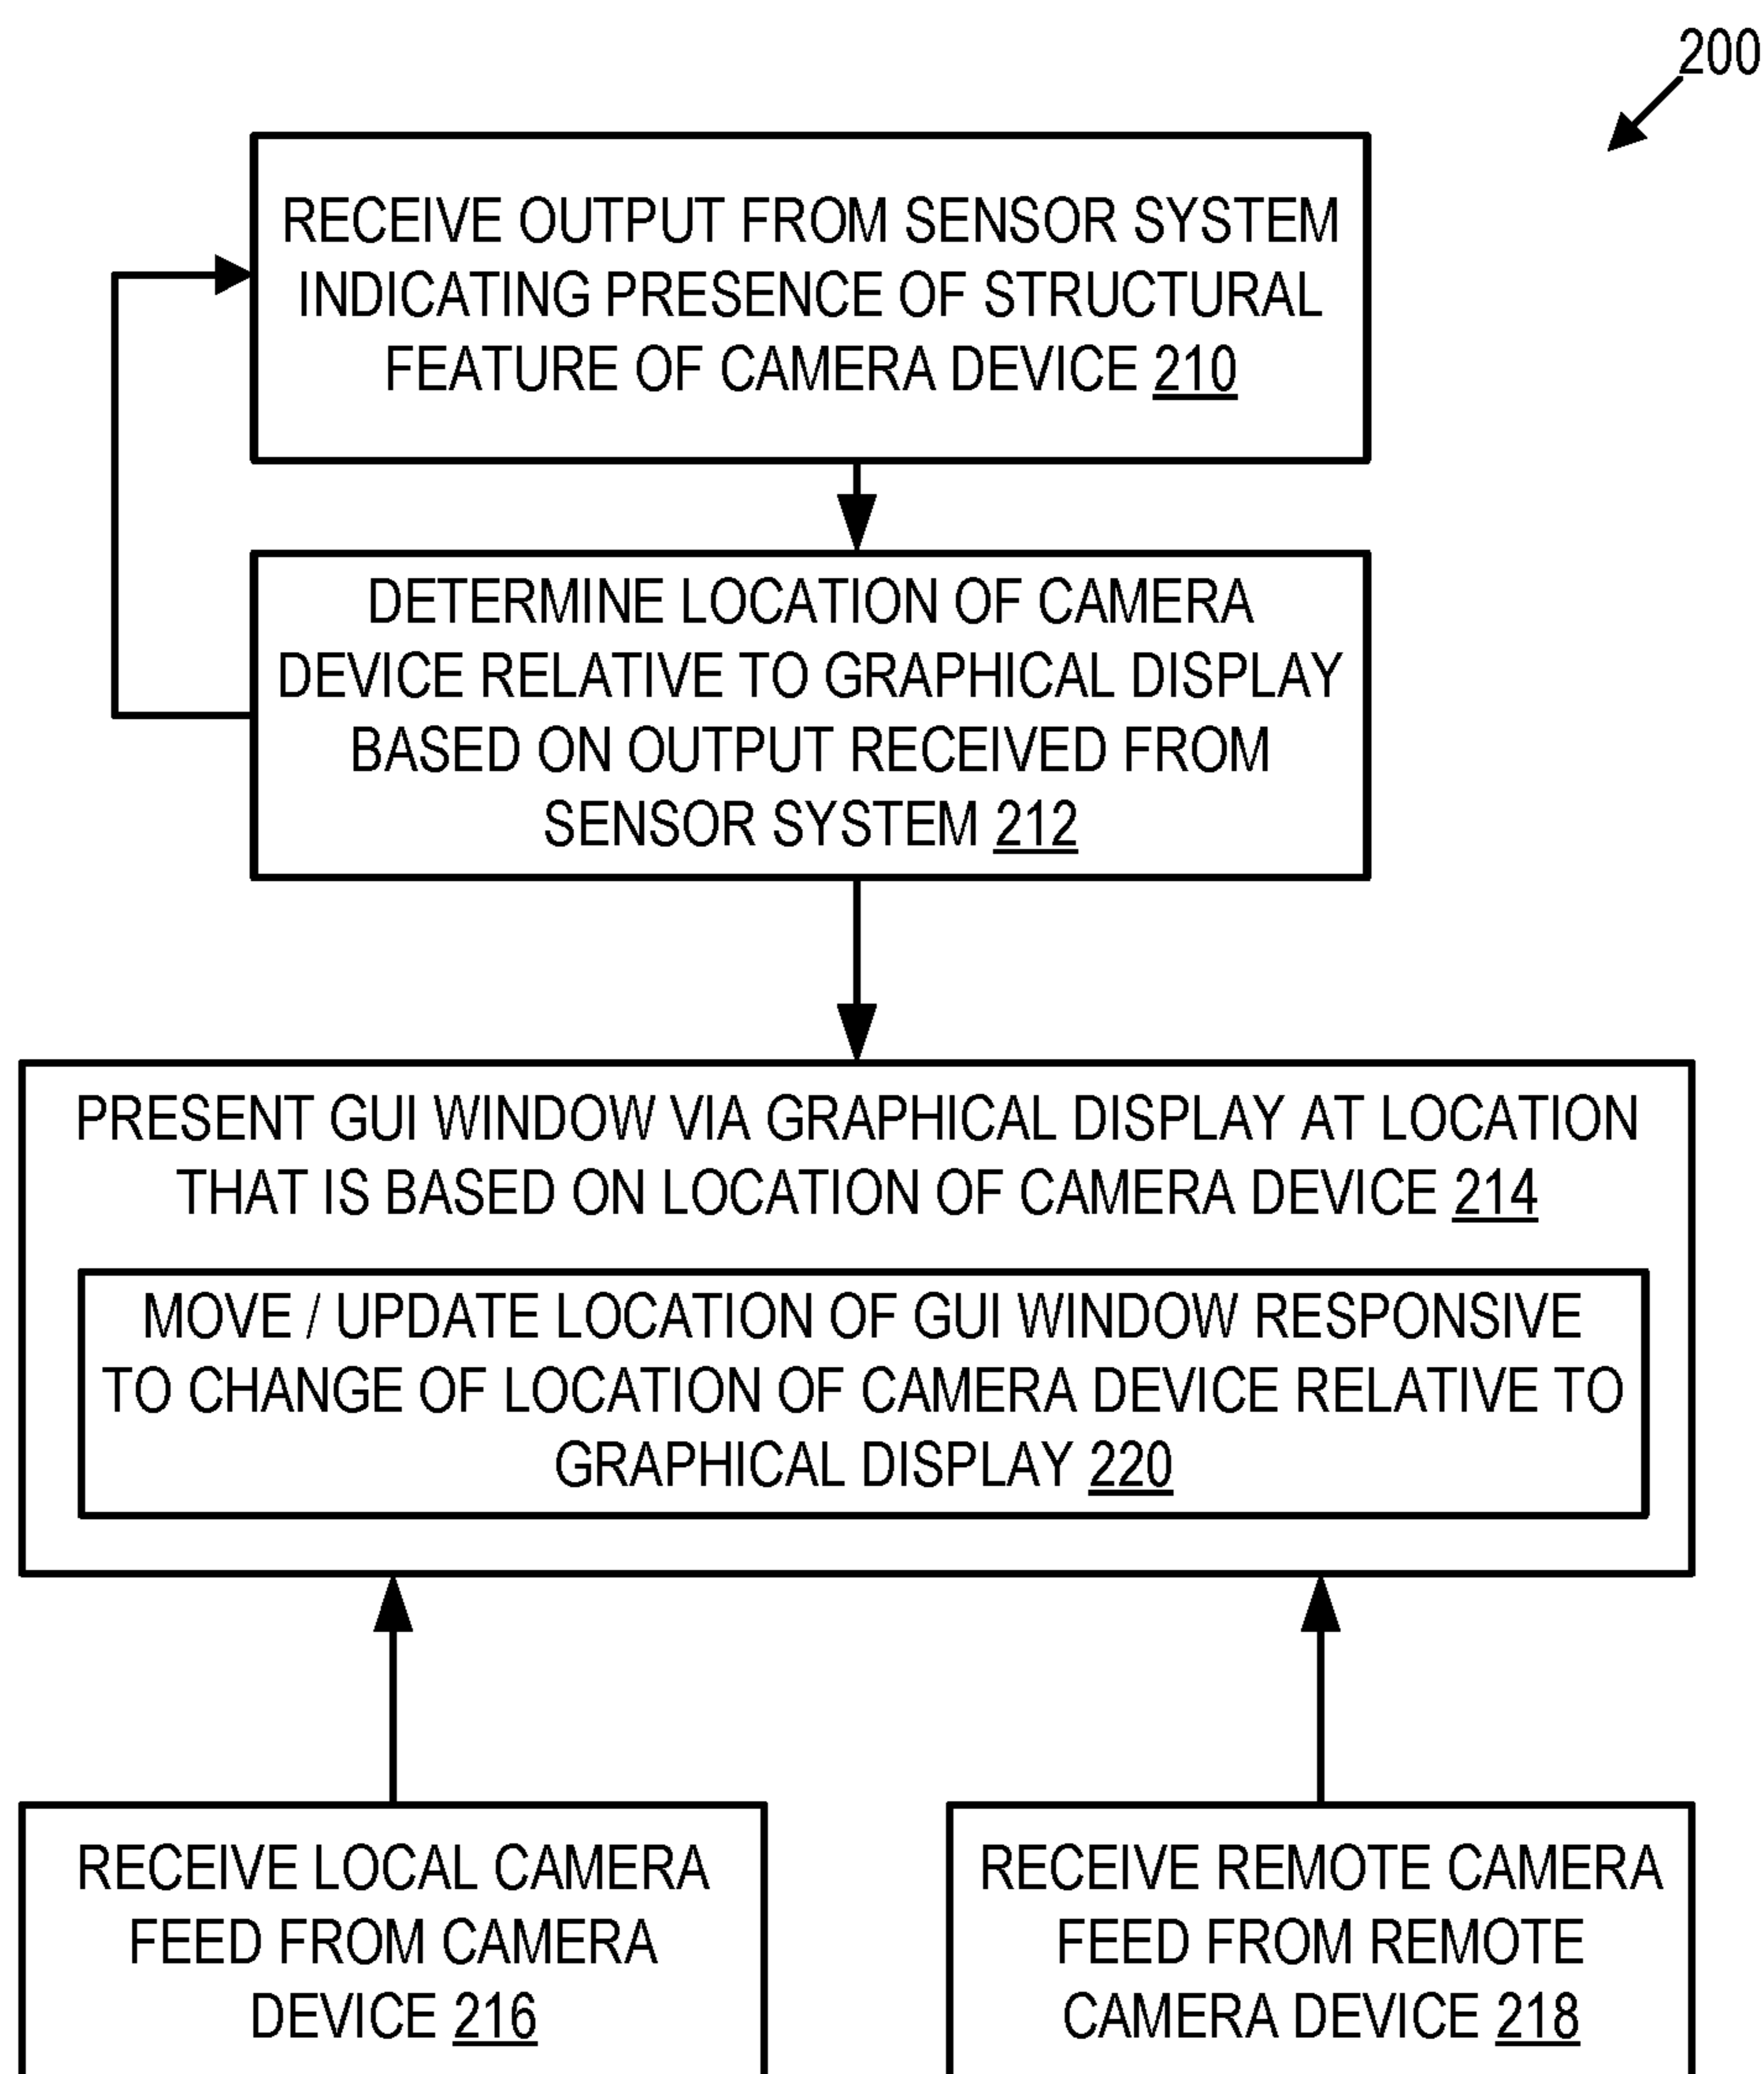 200
RECEIVE OUTPUT FROM SENSOR SYSTEM
INDICATING PRESENCE OF STRUCTURAL
FEATURE OF CAMERA DEVICE 210
DETERMINE LOCATION OF CAMERA
DEVICE RELATIVE TO GRAPHICAL DISPLAY
BASED ON OUTPUT RECEIVED FROM
SENSOR SYSTEM 212
PRESENT GUI WINDOW VIA GRAPHICAL DISPLAY AT LOCATION
THAT IS BASED ON LOCATION OF CAMERA DEVICE 214
MOVE / UPDATE LOCATION OF GUI WINDOW RESPONSIVE
TO CHANGE OF LOCATION OF CAMERA DEVICE RELATIVE TO
GRAPHICAL DISPLAY 220
RECEIVE LOCAL CAMERA
FEED FROM CAMERA
DEVICE 216
RECEIVE REMOTE CAMERA
FEED FROM REMOTE
CAMERA DEVICE 218